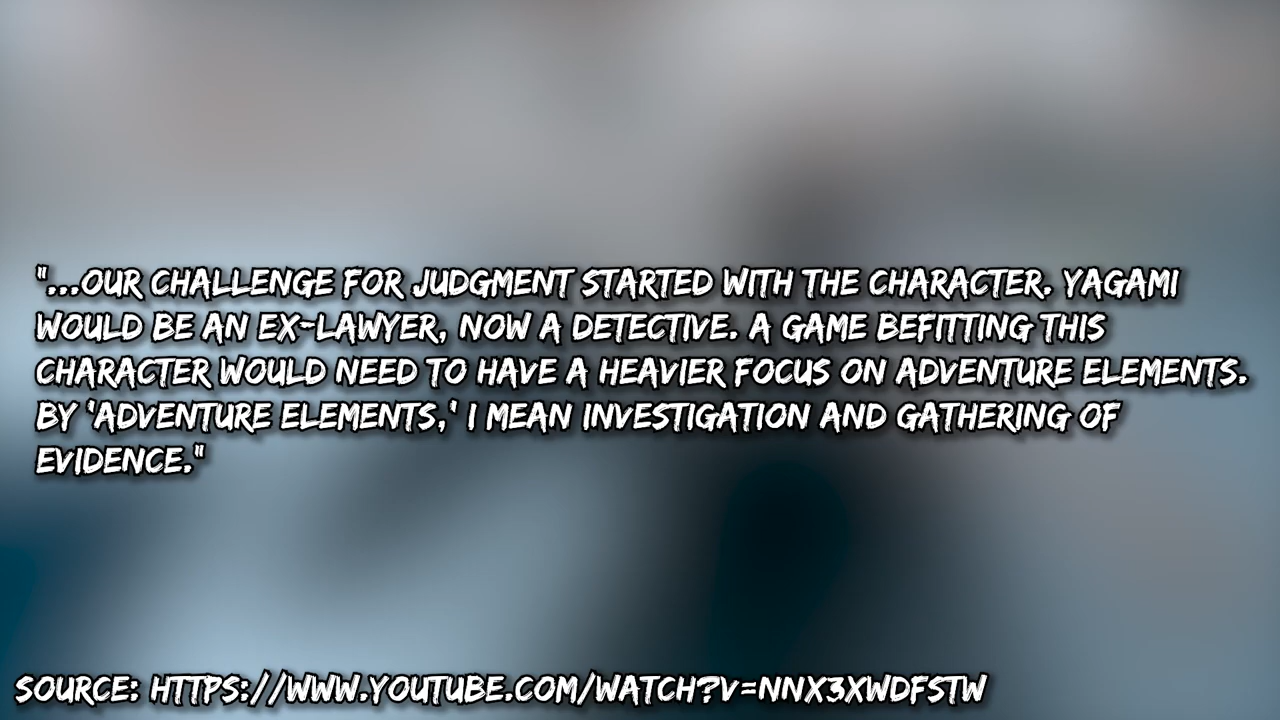 "...OUR CHALLENGE FOR JUDGMENT STARTED WITH THE CHARACTER. YAGAMI
WOULD BE AN EX-LAWYER, NOW A DETECTIVE. A GAME BEFITTING THIS
CHARACTER WOULD NEED TO HAVE A HEAVIER FOCUS ON ADVENTURE ELEMENTS.
BY 'ADVENTURE ELEMENTS,' I MEAN INVESTIGATION AND GATHERING OF
EVIDENCE."
SOURCE: HTTPS://WWW.YOUTUBE.COM/WATCH?V=NNX3XWDFSTW